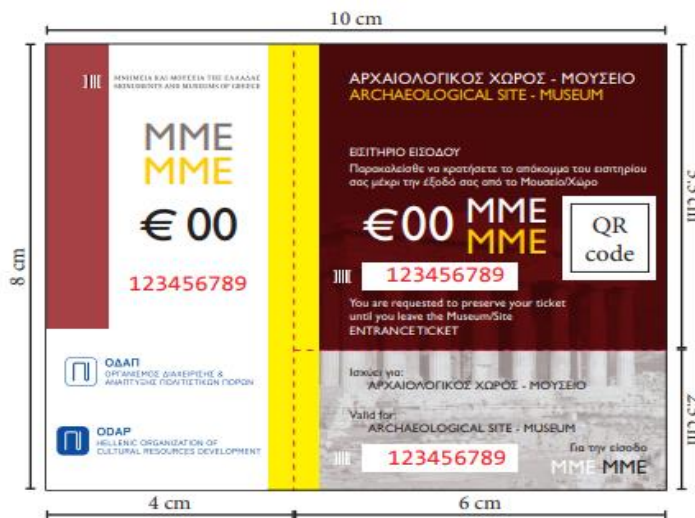 10 cm
8 cm
ΜΝΗΜΕΙΑ ΚΑΙ ΜΟΥΣΕΙΑ ΤΗΣ ΕΛΛΑΔΑΣ
MONUMENTS AND MUSEUMS OF GREECE
MME
MME
€ 00
123456789
ΟΔΑΠ
ΟΡΓΑΝΙΣΜΟΣ ΔΙΑΧΕΙΡΙΣΗΣ &
ΑΝΑΠΤΥΞΗΣ ΠΟΛΙΤΙΣΤΙΚΩΝ ΠΟΡΩΝ
ODAP
HELLENIC ORGANIZATION OF
CULTURAL RESOURCES DEVELOPMENT
ΑΡΧΑΙΟΛΟΓΙΚΟΣ ΧΩΡΟΣ - ΜΟΥΣΕΙΟ
ARCHAEOLOGICAL SITE - MUSEUM
ΕΙΣΙΤΗΡΙΟ ΕΙΣΟΔΟΥ
Παρακαλείσθε να κρατήσετε το απόκομμα του εισιτηρίου
σας μέχρι την έξοδό σας από το Μουσείο/Χώρο
€00 MME
MME
QR
code
123456789
You are requested to preserve your ticket
until you leave the Museum/Site
ENTRANCE TICKET
Ισχύει για:
ΑΡΧΑΙΟΛΟΓΙΚΟΣ ΧΩΡΟΣ - ΜΟΥΣΕΙΟ
Valid for:
ARCHAEOLOGICAL SITE - MUSEUM
123456789
Για την είσοδο
MME MME
4 cm
6 cm